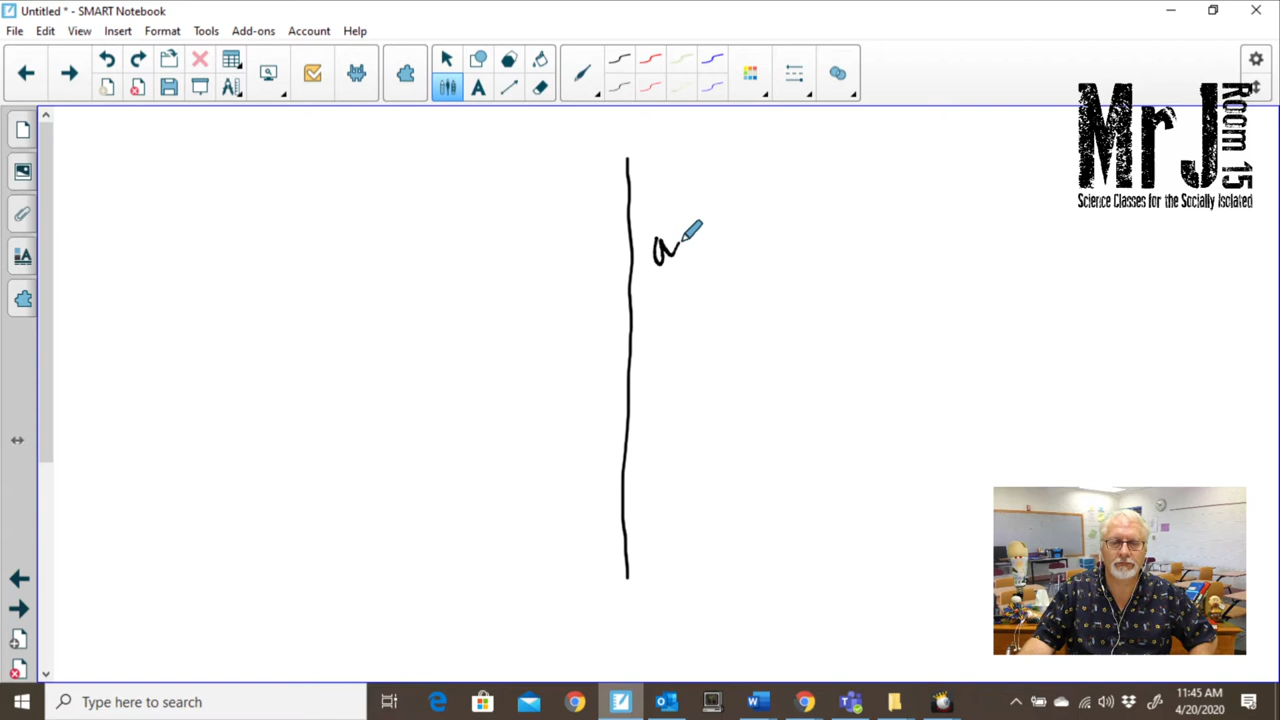 Untitled * - SMART Notebook
File Edit View Insert Format Tools Add-ons Account Help
A
A
Mr J
Room 15
Science Classes for the Socially Isolated
a
Type here to search
11:45 AM
4/20/2020